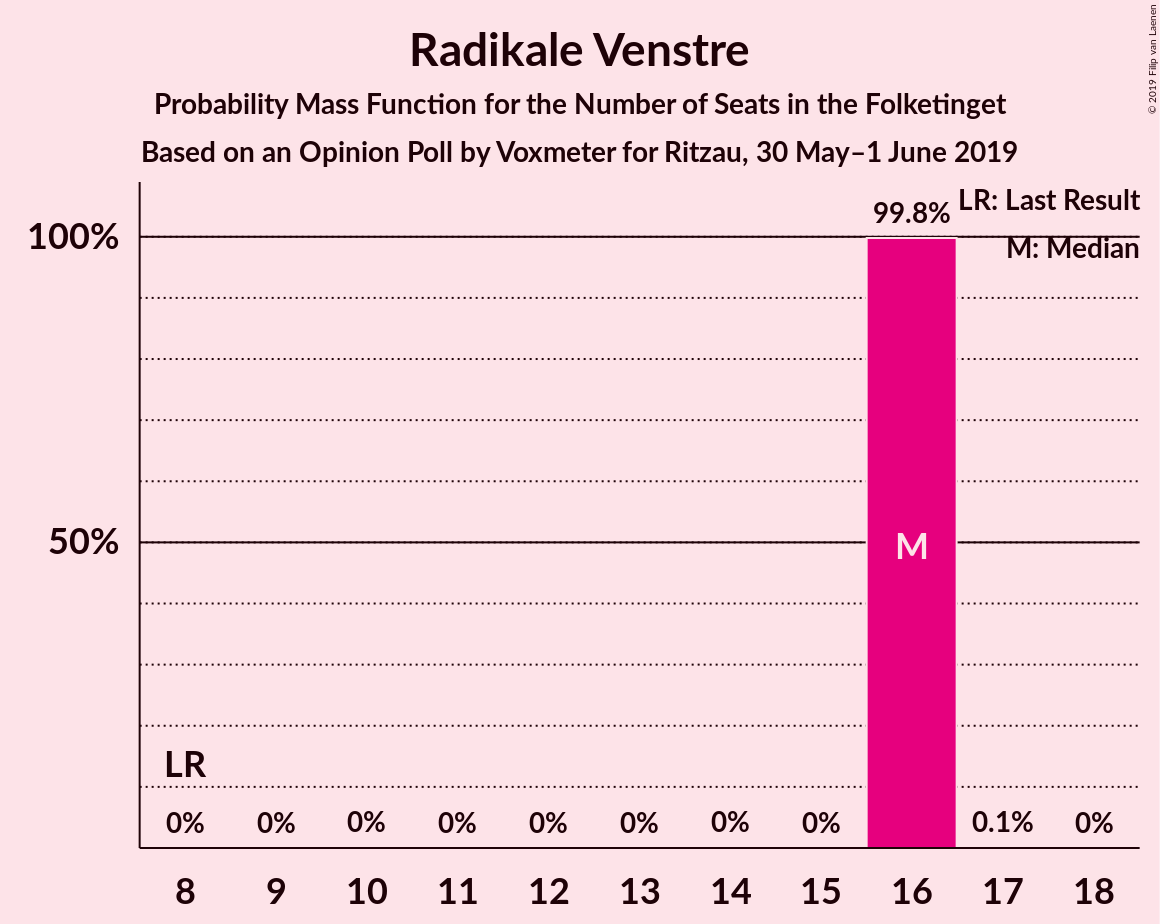 Radikale Venstre
Probability Mass Function for the Number of Seats in the Folketinget
Based on an Opinion Poll by Voxmeter for Ritzau, 30 May–1 June 2019
© 2019 Filip van Laenen
LR: Last Result
M: Median
100%
50%
99.8%
M
LR
0% 0% 0% 0% 0% 0% 0% 0% 0.1% 0%
8 9 10 11 12 13 14 15 16 17 18